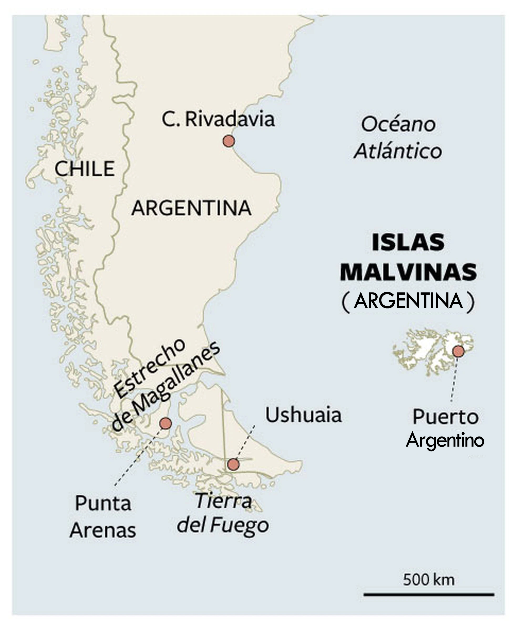 C. Rivadavia
Océano
Atlántico
CHILE
ARGENTINA
ISLAS
MALVINAS
( ARGENTINA )
Estrecho
de Magallanes
Ushuaia
Puerto
Argentino
Punta
Arenas
Tierra
del Fuego
500 km